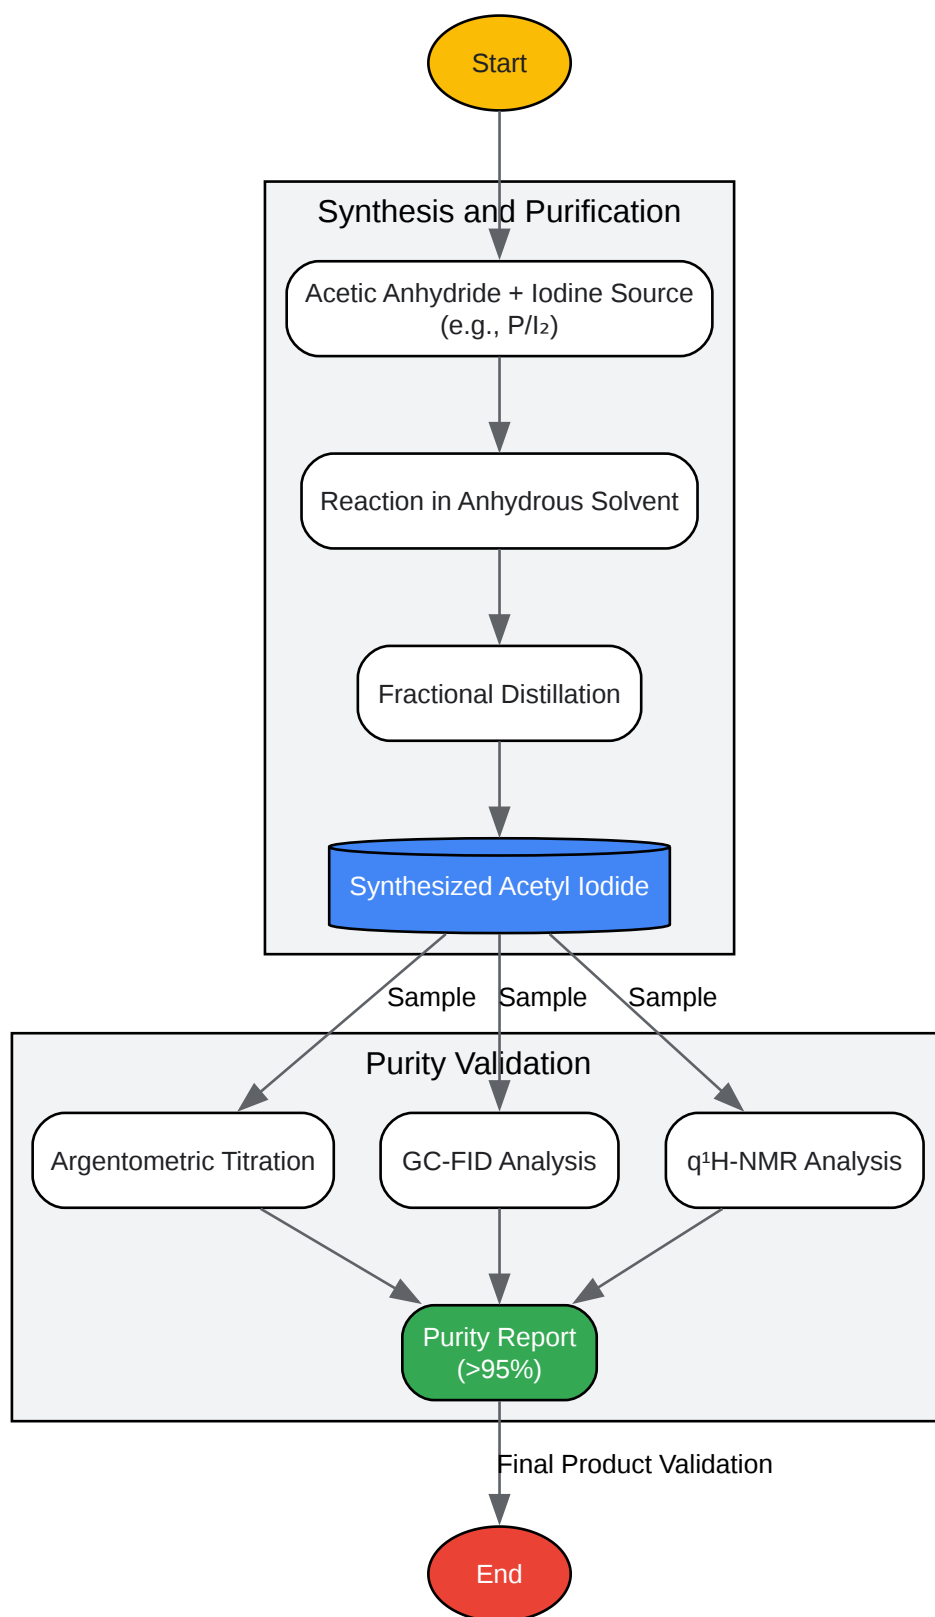 Start
Synthesis and Purification
Acetic Anhydride + Iodine Source
(e.g., P/I₂)
Reaction in Anhydrous Solvent
Fractional Distillation
Synthesized Acetyl Iodide
Sample
Sample
Sample
Purity Validation
Argentometric Titration
GC-FID Analysis
q¹H-NMR Analysis
Purity Report
(>95%)
Final Product Validation
End